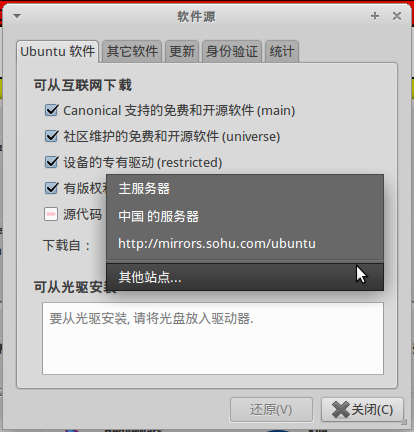 软件源
Ubuntu 软件 其它软件 更新 身份验证 统计
可从互联网下载
Canonical 支持的免费和开源软件 (main)
社区维护的免费和开源软件 (universe)
设备的专有驱动 (restricted)
有版权
主服务器
源代码
中国 的服务器
下载自：
http://mirrors.sohu.com/ubuntu
其他站点...
可从光驱安装
要从光驱安装, 请将光盘放入驱动器.
还原(V) 关闭(C)